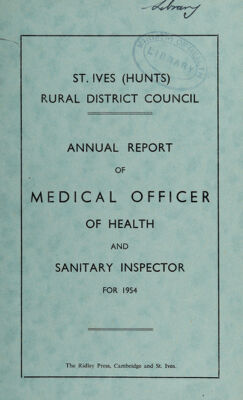 Library
ST. IVES (HUNTS)
RURAL DISTRICT COUNCIL
ANNUAL REPORT
OF
MEDICAL OFFICER
OF HEALTH
AND
SANITARY INSPECTOR
FOR 1954
The Ridley Press, Cambridge and St. Ives.
LIBRARY